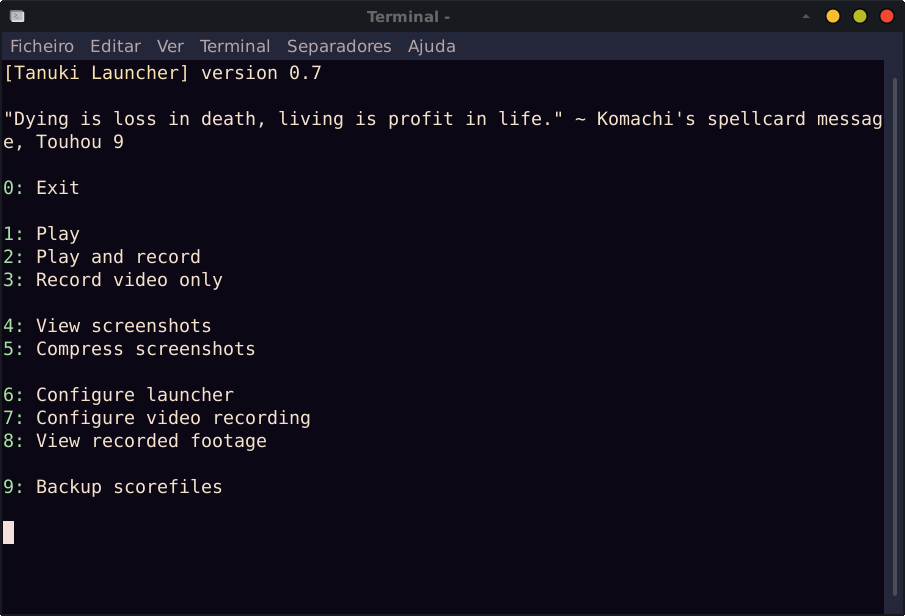 Terminal -
Ficheiro Editar Ver Terminal Separadores Ajuda
[Tanuki Launcher] version 0.7
"Dying is loss in death, living is profit in life." ~ Komachi's spellcard messag
e, Touhou 9
0: Exit
1: Play
2: Play and record
3: Record video only
4: View screenshots
5: Compress screenshots
6: Configure launcher
7: Configure video recording
8: View recorded footage
9: Backup scorefiles